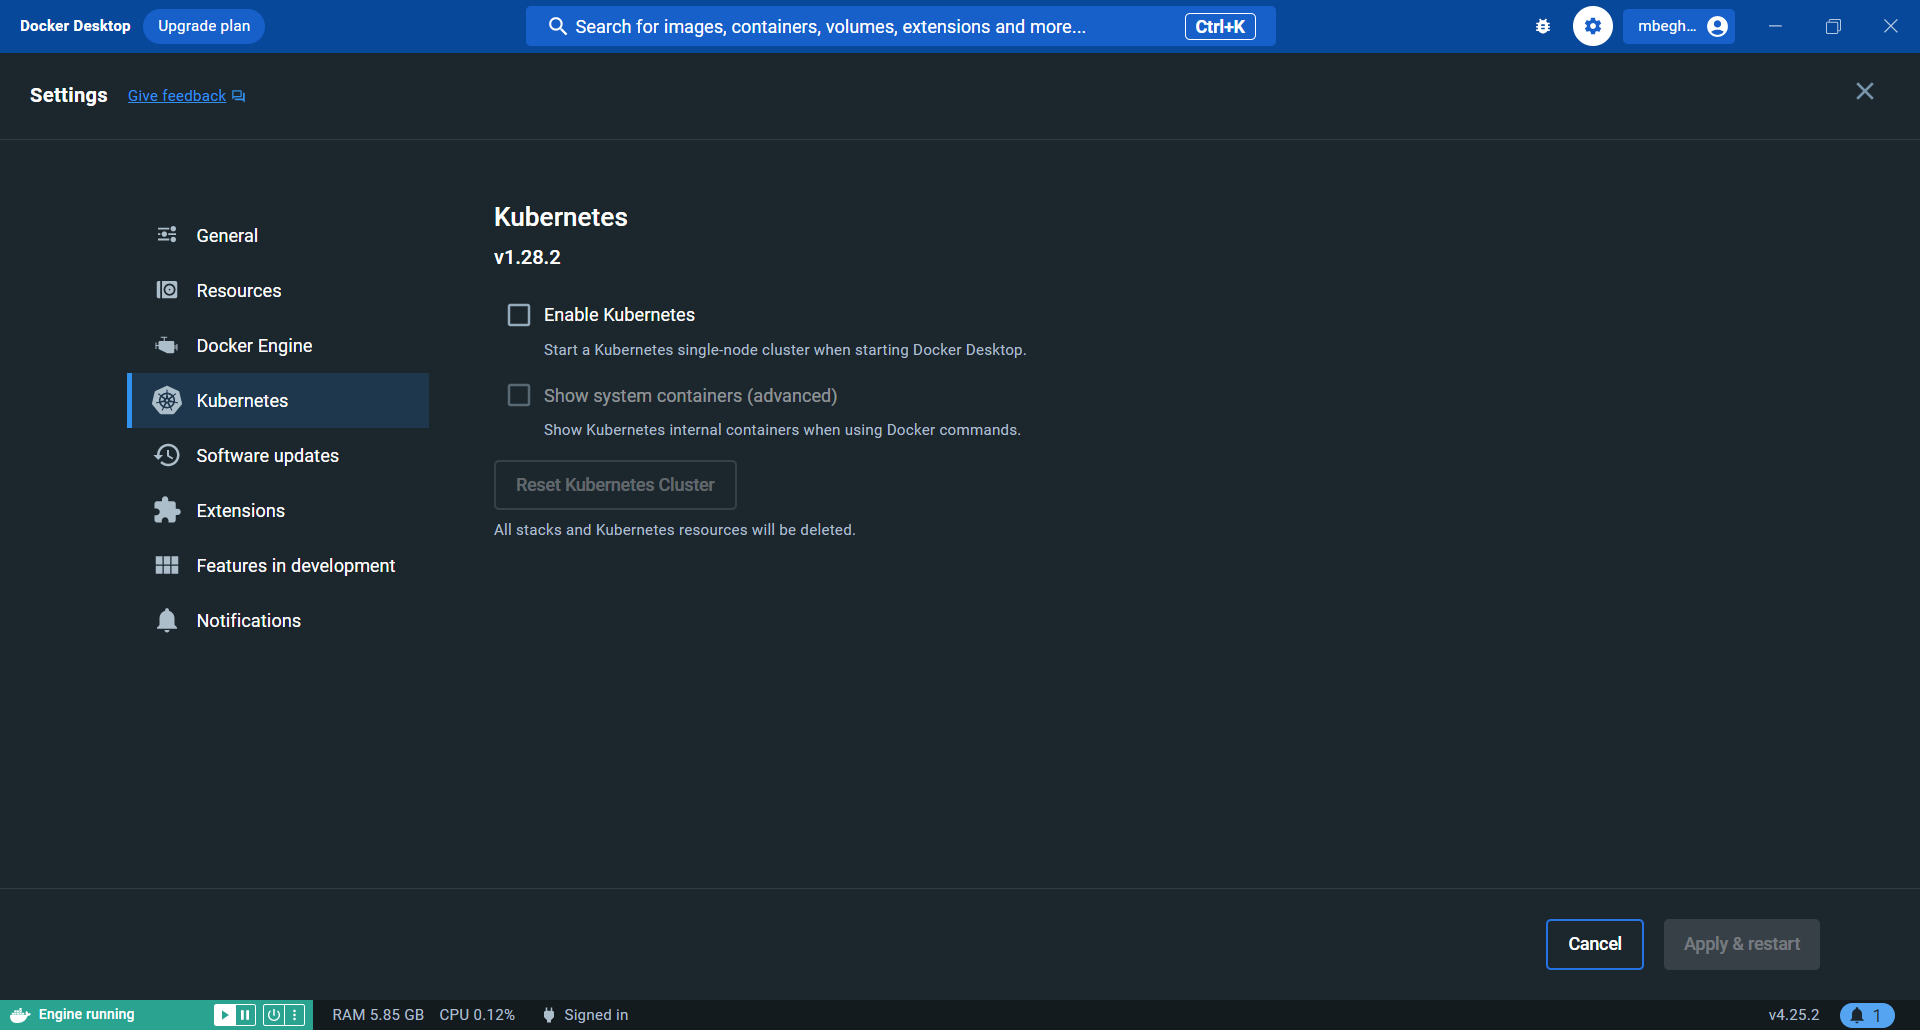 Docker Desktop Upgrade plan Search for images, containers, volumes, extensions and more... Ctrl+K mbegh...
Settings Give feedback
General
Resources
Docker Engine
Kubernetes
Software updates
Extensions
Features in development
Notifications
Kubernetes
v1.28.2
Enable Kubernetes
Start a Kubernetes single-node cluster when starting Docker Desktop.
Show system containers (advanced)
Show Kubernetes internal containers when using Docker commands.
Reset Kubernetes Cluster
All stacks and Kubernetes resources will be deleted.
Cancel Apply & restart
Engine running RAM 5.85 GB CPU 0.12% Signed in v4.25.2 1